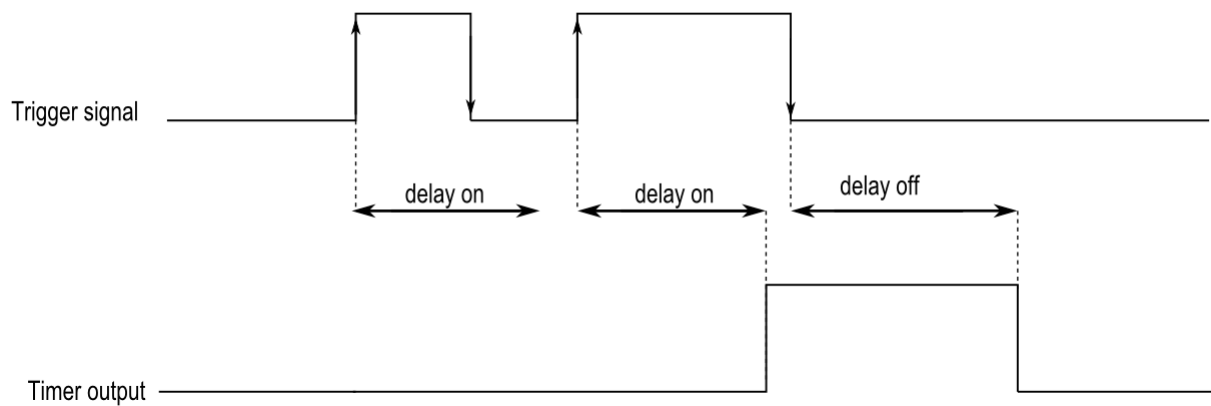 Trigger signal
delay on
delay on
delay off
Timer output